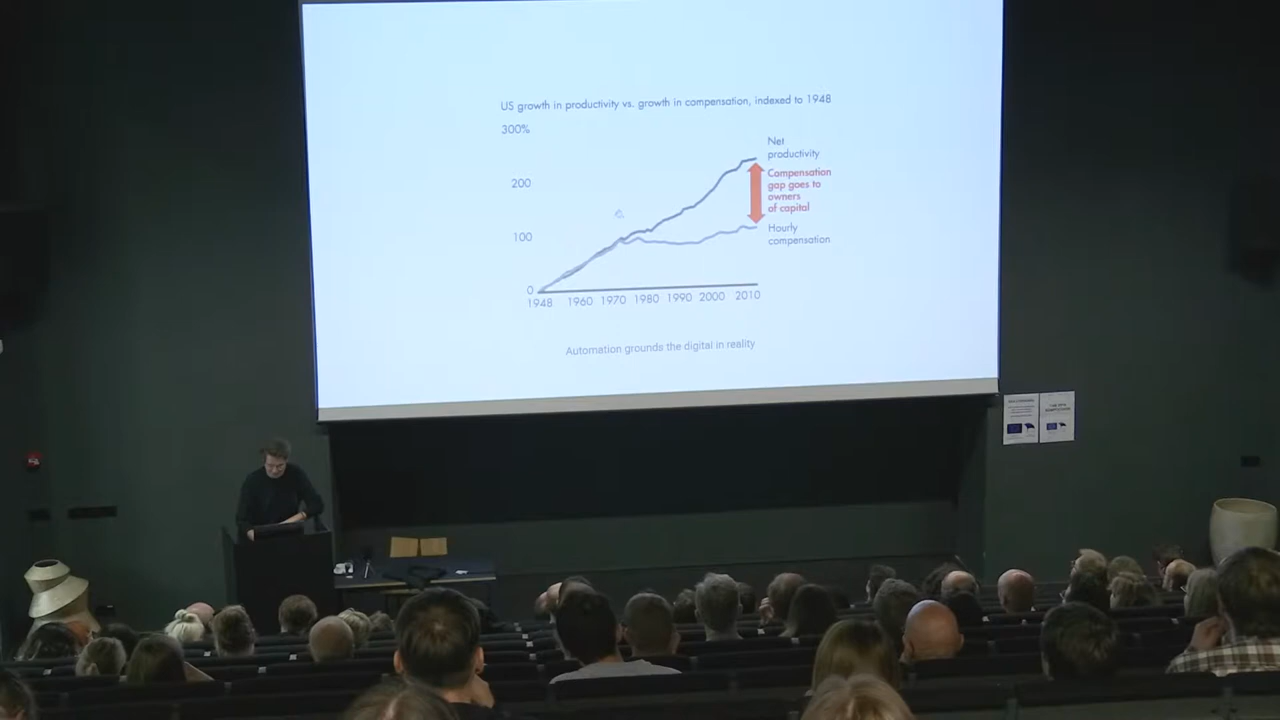 US growth in productivity vs. growth in compensation, indexed to 1948
300%
200
100
0
1948 1960 1970 1980 1990 2000 2010
Net
productivity
Compensation
gap goes to
owners
of capital
Hourly
compensation
Automation grounds the digital in reality